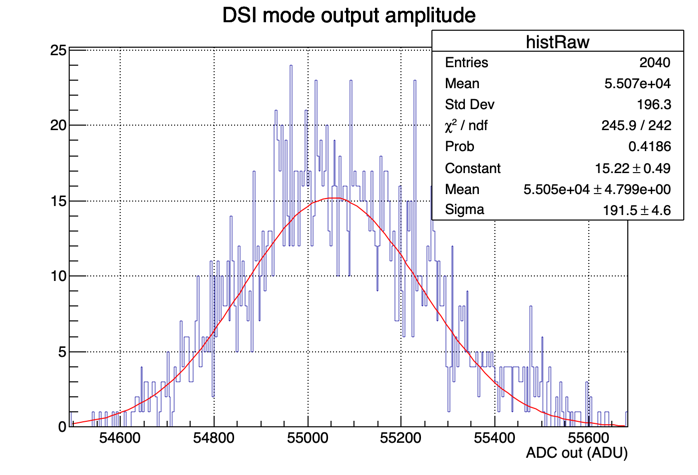 DSI mode output amplitude
histRaw
Entries 2040
Mean 5.507e+04
Std Dev 196.3
χ² / ndf 245.9 / 242
Prob 0.4186
Constant 15.22 ± 0.49
Mean 5.505e+04 ± 4.799e+00
Sigma 191.5 ± 4.6
25
20
15
10
5
0
54600 54800 55000 55200 55400 55600
ADC out (ADU)